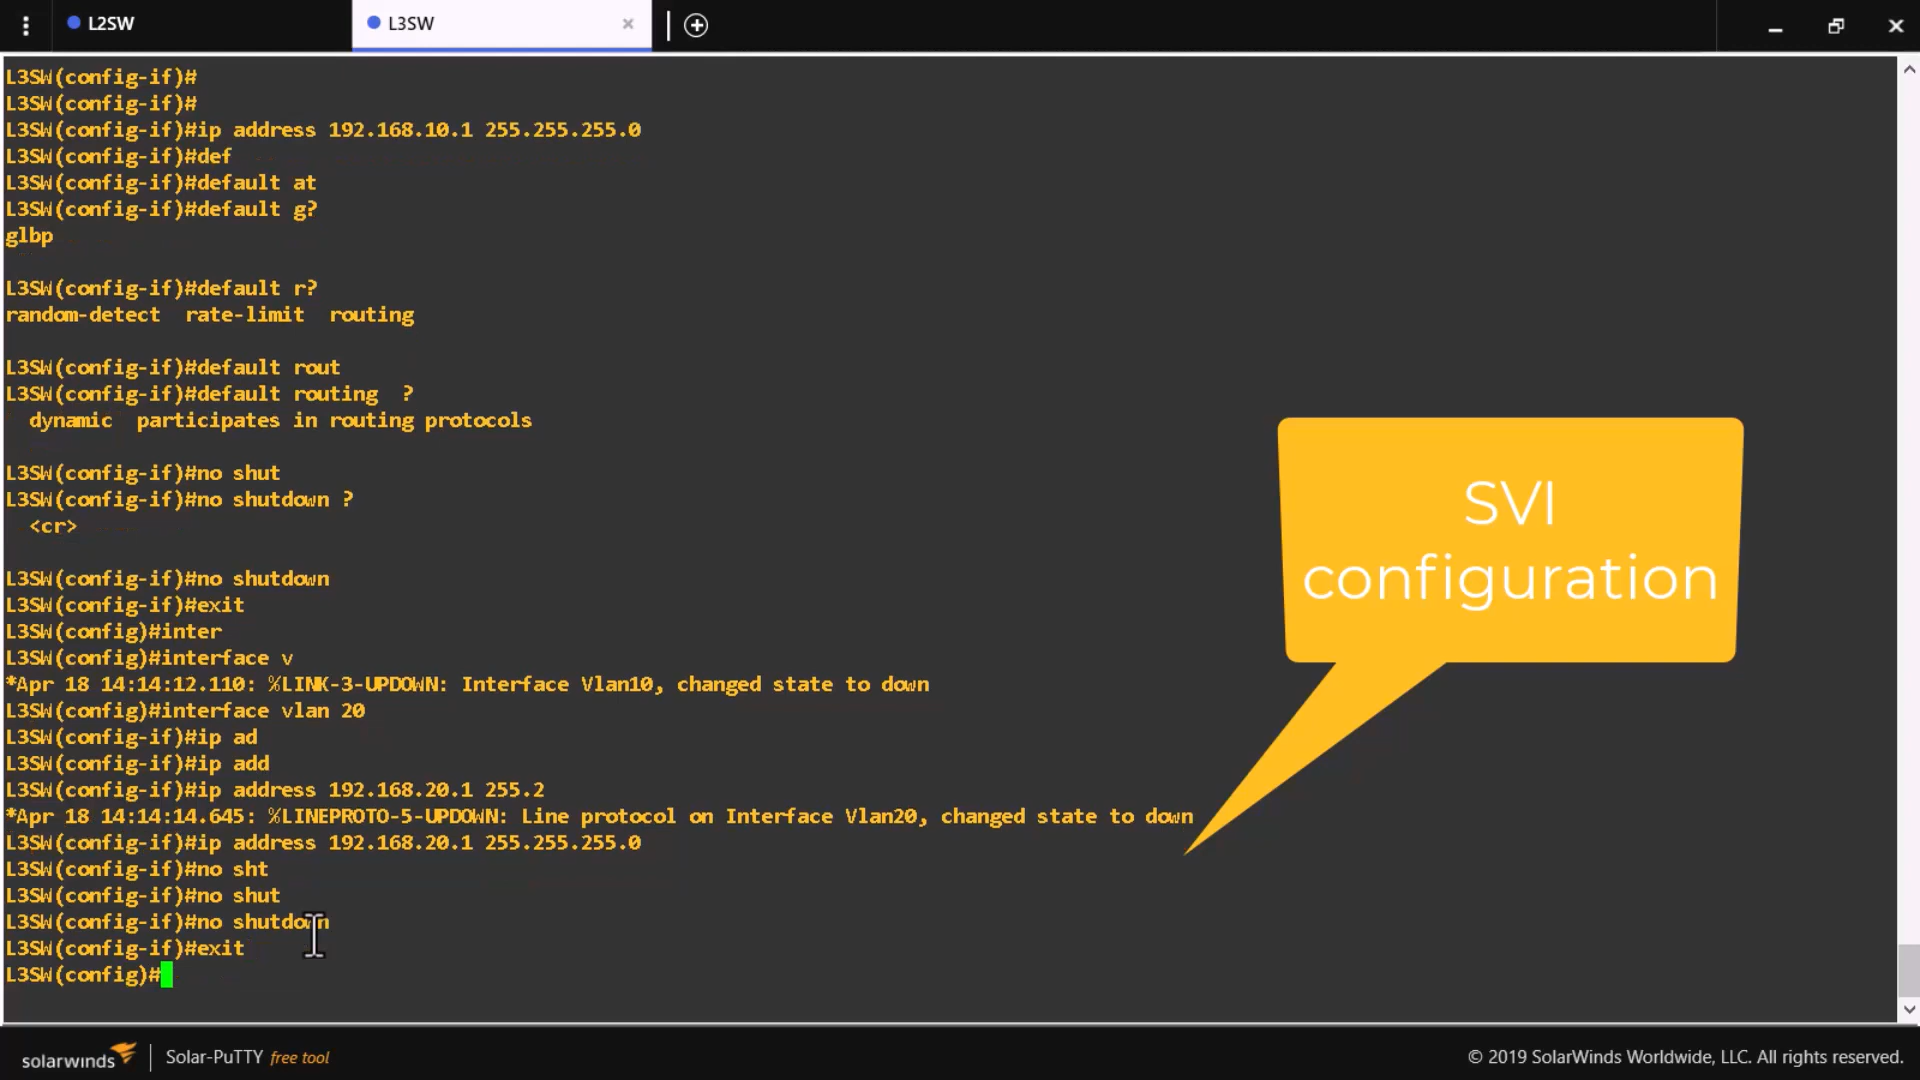 L2SW
L3SW
L3SW(config-if)#
L3SW(config-if)#
L3SW(config-if)#ip address 192.168.10.1 255.255.255.0
L3SW(config-if)#def
L3SW(config-if)#default at
L3SW(config-if)#default g?
glbp
L3SW(config-if)#default r?
random-detect  rate-limit  routing
L3SW(config-if)#default rout
L3SW(config-if)#default routing  ?
  dynamic  participates in routing protocols
L3SW(config-if)#no shut
L3SW(config-if)#no shutdown ?
  <cr>
L3SW(config-if)#no shutdown
L3SW(config-if)#exit
L3SW(config)#inter
L3SW(config)#interface v
*Apr 18 14:14:12.110: %LINK-3-UPDOWN: Interface Vlan10, changed state to down
L3SW(config)#interface vlan 20
L3SW(config-if)#ip ad
L3SW(config-if)#ip add
L3SW(config-if)#ip address 192.168.20.1 255.2
*Apr 18 14:14:14.645: %LINEPROTO-5-UPDOWN: Line protocol on Interface Vlan20, changed state to down
L3SW(config-if)#ip address 192.168.20.1 255.255.255.0
L3SW(config-if)#no sht
L3SW(config-if)#no shut
L3SW(config-if)#no shutdown
L3SW(config-if)#exit
L3SW(config)#
SVI
configuration
solarwinds
Solar-PuTTY free tool
© 2019 SolarWinds Worldwide, LLC. All rights reserved.